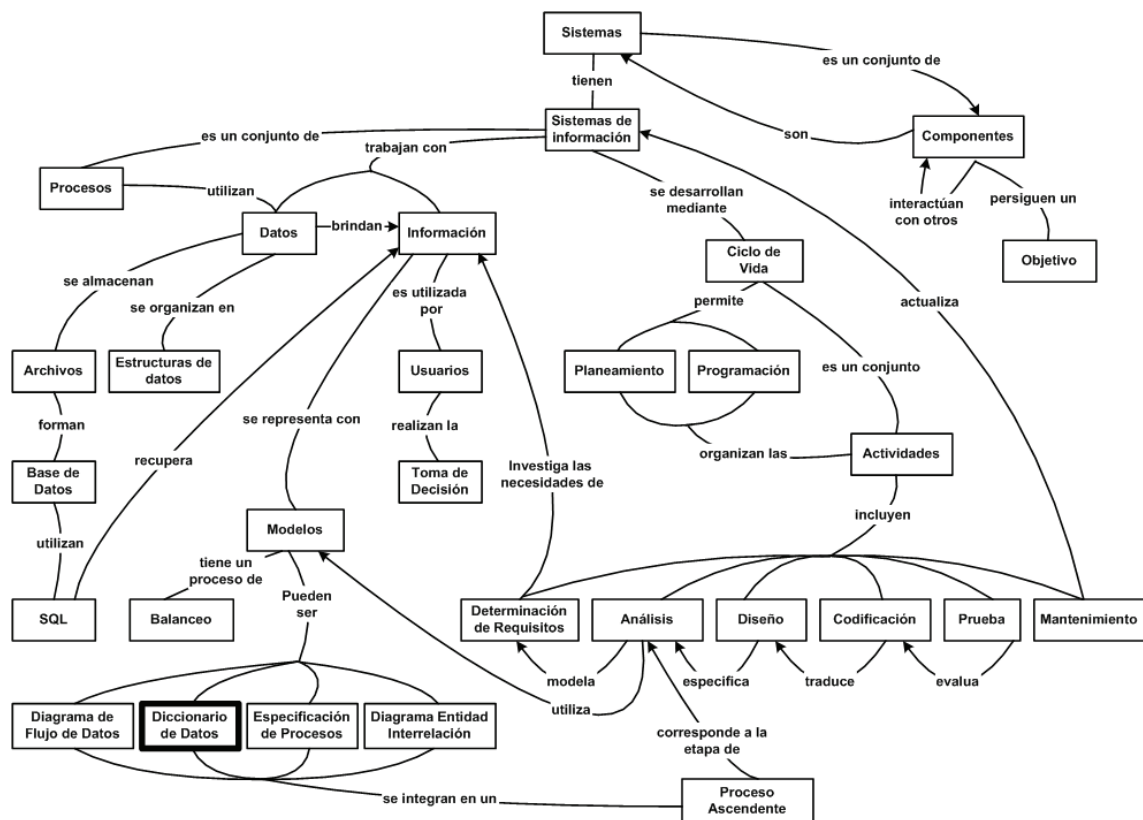 Sistemas
es un conjunto de
tienen
Sistemas de
información
es un conjunto de
trabajan con
son
Componentes
Procesos
utilizan
se desarrollan
mediante
interactúan
con otros
persiguen un
Datos
brindan
Información
Ciclo de
Vida
Objetivo
se almacenan
es utilizada
por
permite
actualiza
se organizan en
Archivos
Estructuras de
datos
Usuarios
Planeamiento
Programación
es un conjunto
forman
se representa con
realizan la
organizan las
Actividades
recupera
Base de
Datos
Toma de
Decisión
Investiga las
necesidades de
Modelos
incluyen
utilizan
tiene un
proceso de
Pueden
ser
SQL
Balanceo
Determinación
de Requisitos
Análisis
Diseño
Codificación
Prueba
Mantenimiento
modela
especifica
traduce
evalua
utiliza
Diagrama de
Flujo de Datos
Diccionario
de Datos
Especificación
de Procesos
Diagrama Entidad
Interrelación
corresponde a la
etapa de
se integran en un
Proceso
Ascendente